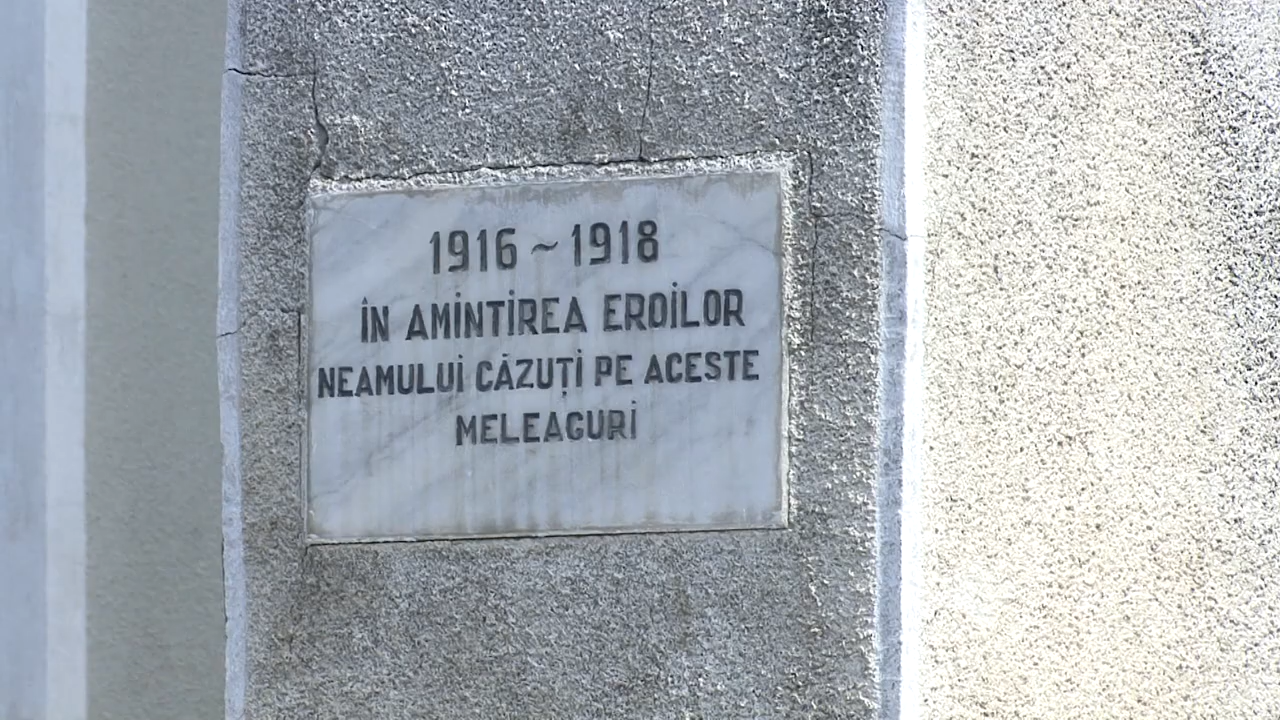 1916 ~ 1918
ÎN AMINTIREA EROILOR
NEAMULUI CĂZUȚI PE ACESTE
MELEAGURI